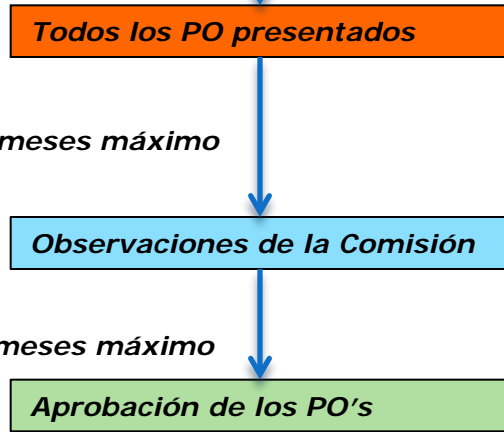 Todos los PO presentados
meses máximo
Observaciones de la Comisión
meses máximo
Aprobación de los PO's